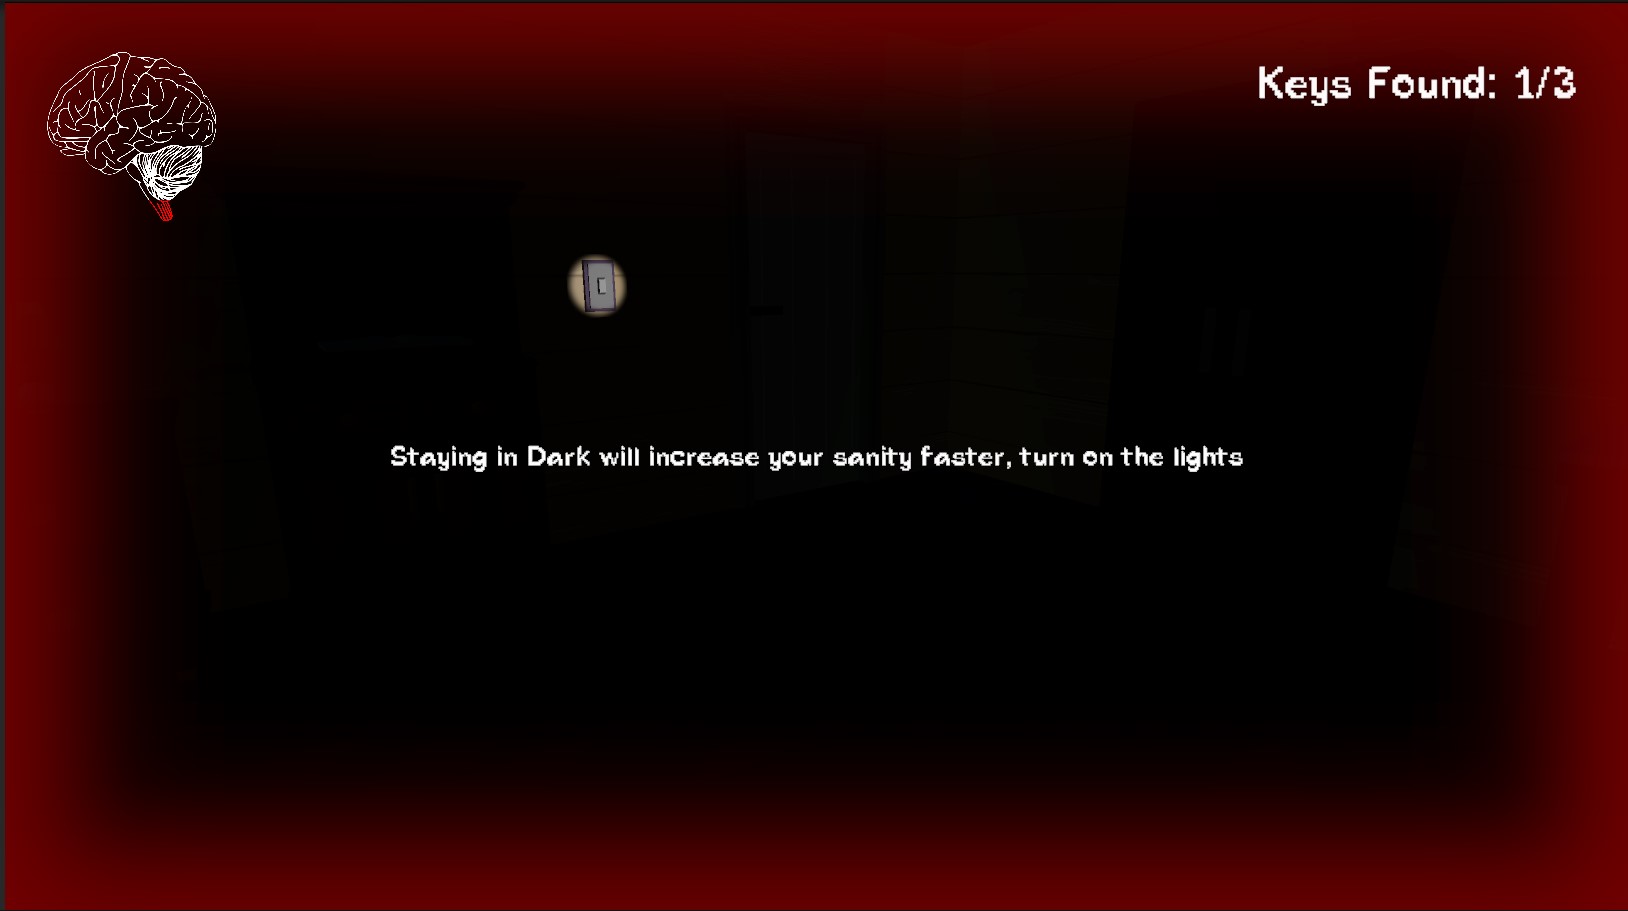 Keys Found: 1/3
Staying in Dark will increase your sanity faster, turn on the lights